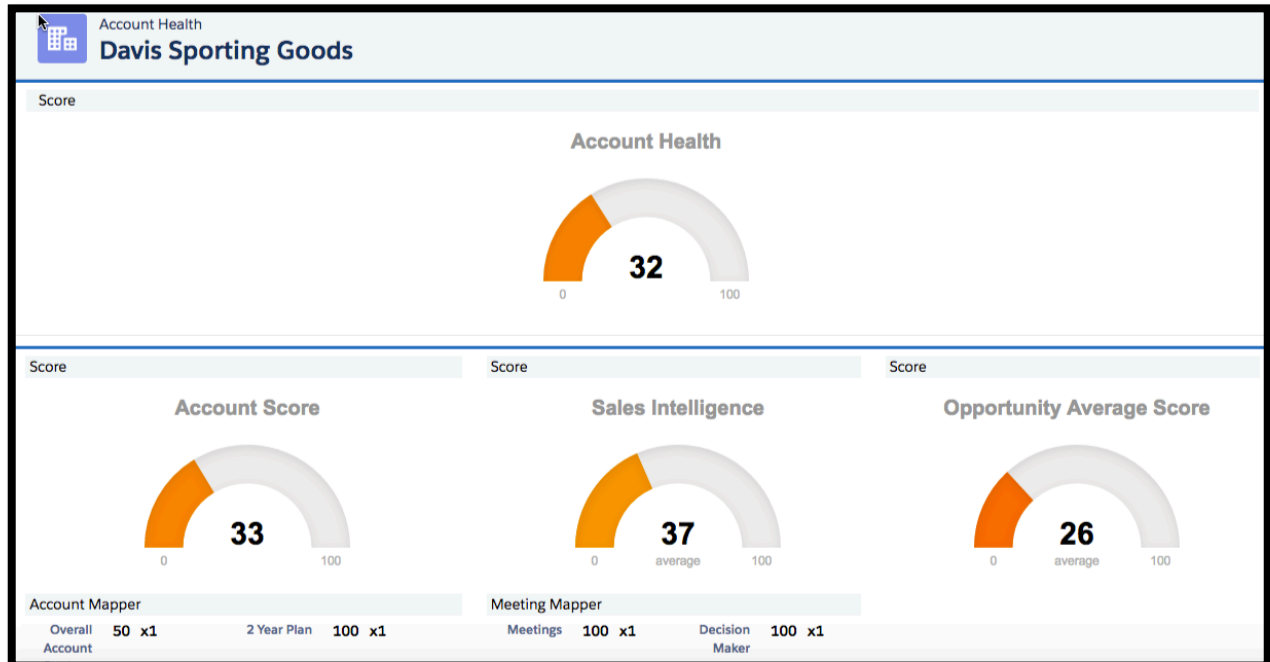 Account Health
Davis Sporting Goods
Score
Account Health
32
0
100
Score
Account Score
33
0
100
Score
Sales Intelligence
37
0
average
100
Score
Opportunity Average Score
26
0
average
100
Account Mapper
Overall 50 x1 2 Year Plan 100 x1
Account
Meeting Mapper
Meetings 100 x1 Decision 100 x1
Maker